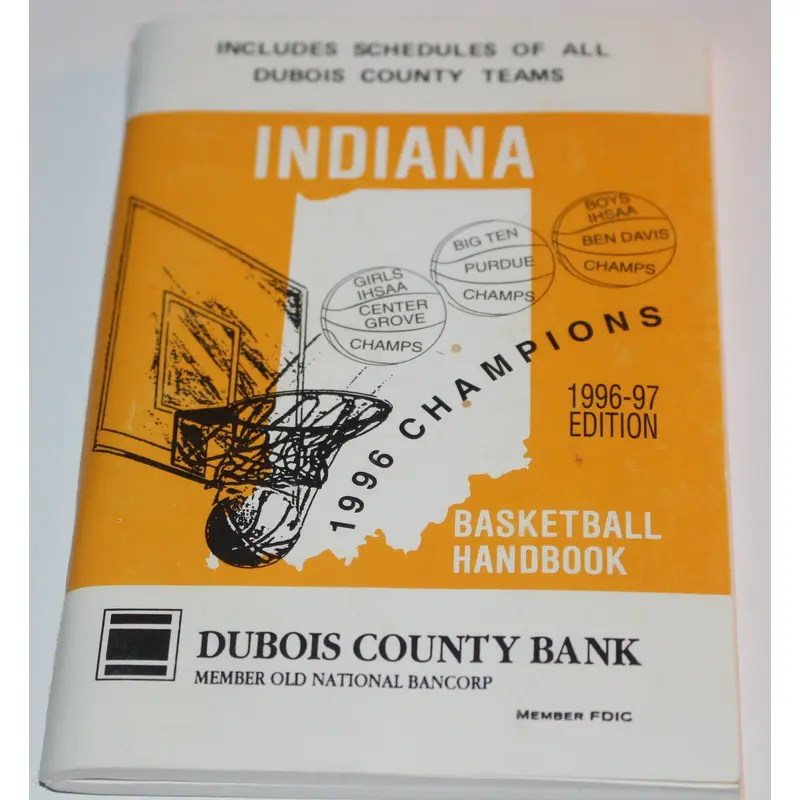 INCLUDES SCHEDULES OF ALL
DUBOIS COUNTY TEAMS
INDIANA
BOYS
IHSAA
BEN DAVIS
CHAMPS
BIG TEN
PURDUE
CHAMPS
GIRLS
IHSAA
CENTER
GROVE
CHAMPS
1996 CHAMPIONS
1996-97
EDITION
BASKETBALL
HANDBOOK
DUBOIS COUNTY BANK
MEMBER OLD NATIONAL BANCORP
MEMBER FDIC